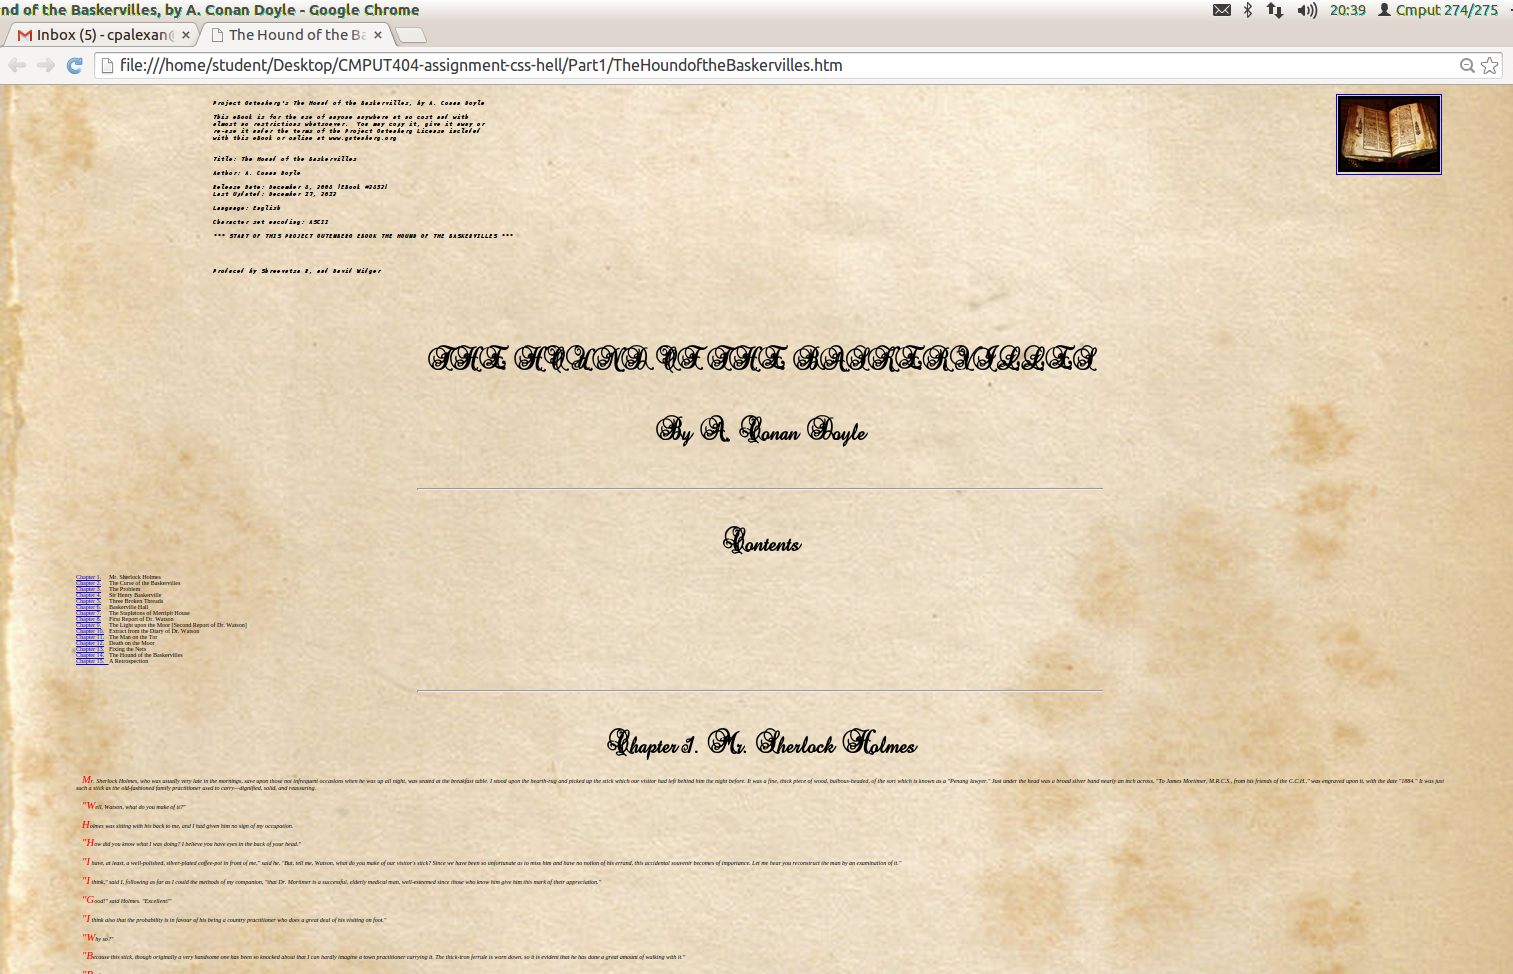 nd of the Baskervilles, by A. Conan Doyle - Google Chrome
20:39 Cmput 274/275
Inbox (5) - cpalexan@
The Hound of the Ba
file:///home/student/Desktop/CMPUT404-assignment-css-hell/Part1/TheHoundoftheBaskervilles.htm
Project Gutenberg's The Hound of the Baskervilles, by A. Conan Doyle
This eBook is for the use of anyone anywhere at no cost and with
almost no restrictions whatsoever. You may copy it, give it away or
re-use it under the terms of the Project Gutenberg License included
with this eBook or online at www.gutenberg.org
Title: The Hound of the Baskervilles
Author: A. Conan Doyle
Release Date: December 8, 2008 [EBook #2852]
Last Updated: December 17, 2012
Language: English
Character set encoding: ASCII
*** START OF THIS PROJECT GUTENBERG EBOOK THE HOUND OF THE BASKERVILLES ***
Produced by Shreevatsa R, and David Widger
THE HOUND OF THE BASKERVILLES
By A. Conan Doyle
Contents
Chapter 1. Mr. Sherlock Holmes
Chapter 2. The Curse of the Baskervilles
Chapter 3. The Problem
Chapter 4. Sir Henry Baskerville
Chapter 5. Three Broken Threads
Chapter 6. Baskerville Hall
Chapter 7. The Stapletons of Merripit House
Chapter 8. First Report of Dr. Watson
Chapter 9. The Light upon the Moor [Second Report of Dr. Watson]
Chapter 10. Extract from the Diary of Dr. Watson
Chapter 11. The Man on the Tor
Chapter 12. Death on the Moor
Chapter 13. Fixing the Nets
Chapter 14. The Hound of the Baskervilles
Chapter 15. A Retrospection
Chapter 1. Mr. Sherlock Holmes
Mr. Sherlock Holmes, who was usually very late in the mornings, save upon those not infrequent occasions when he was up all night, was seated at the breakfast table. I stood upon the hearth-rug and picked up the stick which our visitor had left behind him the night before. It was a fine, thick piece of wood, bulbous-headed, of the sort which is known as a "Penang lawyer." Just under the head was a broad silver band nearly an inch across. "To James Mortimer, M.R.C.S., from his friends of the C.C.H.," was engraved upon it, with the date "1884." It was just
such a stick as the old-fashioned family practitioner used to carry—dignified, solid, and reassuring.
"Well, Watson, what do you make of it?"
Holmes was sitting with his back to me, and I had given him no sign of my occupation.
"How did you know what I was doing? I believe you have eyes in the back of your head."
"I have, at least, a well-polished, silver-plated coffee-pot in front of me," said he. "But, tell me, Watson, what do you make of our visitor's stick? Since we have been so unfortunate as to miss him and have no notion of his errand, this accidental souvenir becomes of importance. Let me hear you reconstruct the man by an examination of it."
"I think," said I, following as far as I could the methods of my companion, "that Dr. Mortimer is a successful, elderly medical man, well-esteemed since those who know him give him this mark of their appreciation."
"Good!" said Holmes. "Excellent!"
"I think also that the probability is in favour of his being a country practitioner who does a great deal of his visiting on foot."
"Why so?"
"Because this stick, though originally a very handsome one has been so knocked about that I can hardly imagine a town practitioner carrying it. The thick-iron ferrule is worn down, so it is evident that he has done a great amount of walking with it."